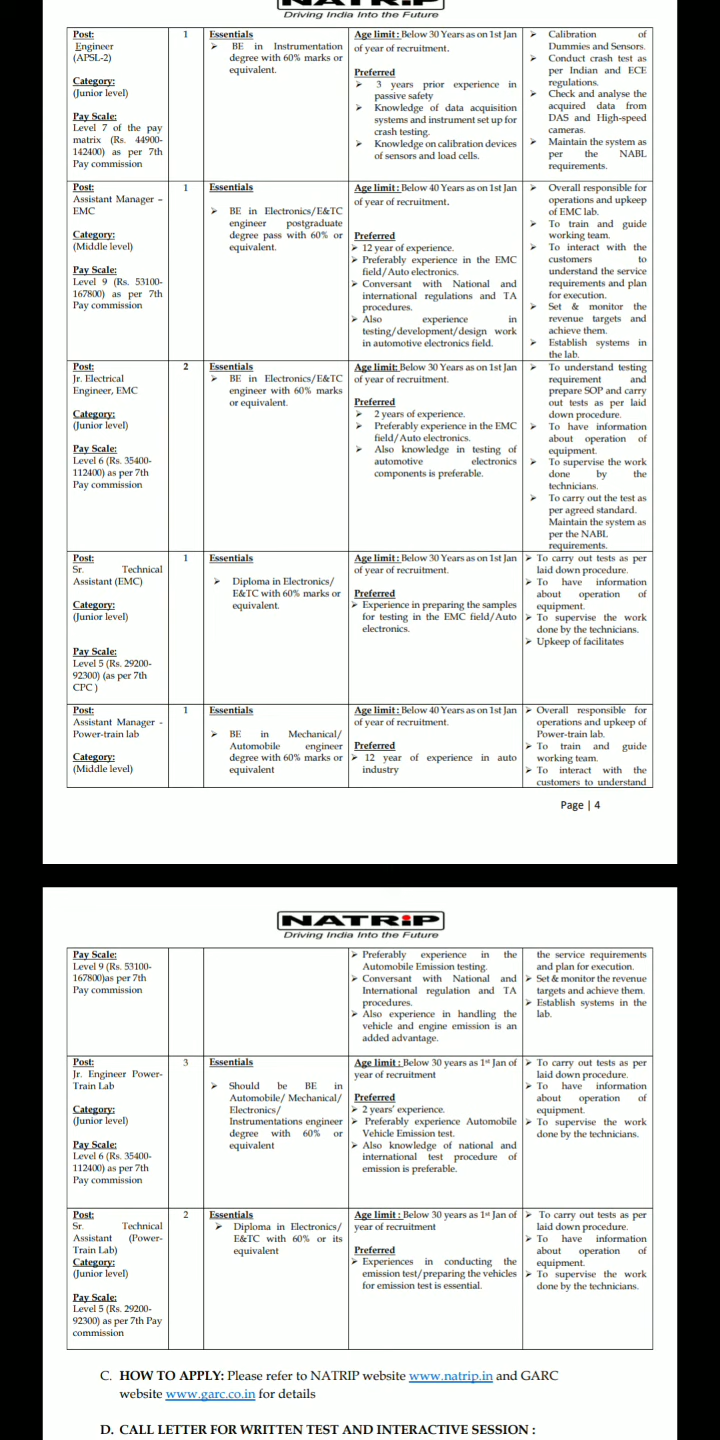 NATRiP
Driving India Into the Future
Post:
Engineer
(APSL-2)
Category:
(Junior level)
Pay Scale:
Level 7 of the pay
matrix (Rs. 44900-
142400) as per 7th
Pay commission
1
Essentials
➢ BE in Instrumentation
degree with 60% marks or
equivalent.
Age limit: Below 30 Years as on 1st Jan
of year of recruitment.
Preferred
➢ 3 years prior experience in
passive safety
➢ Knowledge of data acquisition
systems and instrument set up for
crash testing.
➢ Knowledge on calibration devices
of sensors and load cells.
➢ Calibration of
Dummies and Sensors.
➢ Conduct crash test as
per Indian and ECE
regulations.
➢ Check and analyse the
acquired data from
DAS and High-speed
cameras.
➢ Maintain the system as
per the NABL
requirements.
Post:
Assistant Manager –
EMC
Category:
(Middle level)
Pay Scale:
Level 9 (Rs. 53100-
167800) as per 7th
Pay commission
1
Essentials
➢ BE in Electronics/E&TC
engineer postgraduate
degree pass with 60% or
equivalent.
Age limit: Below 40 Years as on 1st Jan
of year of recruitment.
Preferred
➢ 12 year of experience.
➢ Preferably experience in the EMC
field/Auto electronics.
➢ Conversant with National and
international regulations and TA
procedures.
➢ Also experience in
testing/development/design work
in automotive electronics field.
➢ Overall responsible for
operations and upkeep
of EMC lab.
➢ To train and guide
working team.
➢ To interact with the
customers to
understand the service
requirements and plan
for execution.
➢ Set & monitor the
revenue targets and
achieve them.
➢ Establish systems in
the lab.
Post:
Jr. Electrical
Engineer, EMC
Category:
(Junior level)
Pay Scale:
Level 6 (Rs. 35400-
112400) as per 7th
Pay commission
2
Essentials
➢ BE in Electronics/E&TC
engineer with 60% marks
or equivalent.
Age limit: Below 30 Years as on 1st Jan
of year of recruitment.
Preferred
➢ 2 years of experience.
➢ Preferably experience in the EMC
field/Auto electronics.
➢ Also knowledge in testing of
automotive electronics
components is preferable.
➢ To understand testing
requirement and
prepare SOP and carry
out tests as per laid
down procedure.
➢ To have information
about operation of
equipment.
➢ To supervise the work
done by the
technicians.
➢ To carry out the test as
per agreed standard.
Maintain the system as
per the NABL
requirements.
Post:
Sr. Technical
Assistant (EMC)
Category:
(Junior level)
Pay Scale:
Level 5 (Rs. 29200-
92300) (as per 7th
CPC )
1
Essentials
➢ Diploma in Electronics/
E&TC with 60% marks or
equivalent.
Age limit : Below 30 Years as on 1st Jan
of year of recruitment.
Preferred
➢ Experience in preparing the samples
for testing in the EMC field/Auto
electronics.
➢ To carry out tests as per
laid down procedure.
➢ To have information
about operation of
equipment.
➢ To supervise the work
done by the technicians.
➢ Upkeep of facilitates
Post:
Assistant Manager -
Power-train lab
Category:
(Middle level)
1
Essentials
➢ BE in Mechanical/
Automobile engineer
degree with 60% marks or
equivalent
Age limit : Below 40 Years as on 1st Jan
of year of recruitment.
Preferred
➢ 12 year of experience in auto
industry
➢ Overall responsible for
operations and upkeep of
Power-train lab.
➢ To train and guide
working team.
➢ To interact with the
customers to understand
Page | 4
NATRiP
Driving India Into the Future
Pay Scale:
Level 9 (Rs. 53100-
167800)as per 7th
Pay commission
➢ Preferably experience in the
Automobile Emission testing.
➢ Conversant with National and
International regulation and TA
procedures.
➢ Also experience in handling the
vehicle and engine emission is an
added advantage.
the service requirements
and plan for execution.
➢ Set & monitor the revenue
targets and achieve them.
➢ Establish systems in the
lab.
Post:
Jr. Engineer Power-
Train Lab
Category:
(Junior level)
Pay Scale:
Level 6 (Rs. 35400-
112400) as per 7th
Pay commission
3
Essentials
➢ Should be BE in
Automobile/ Mechanical/
Electronics/
Instrumentations engineer
degree with 60% or
equivalent
Age limit : Below 30 years as 1st Jan of
year of recruitment
Preferred
➢ 2 years' experience.
➢ Preferably experience Automobile
Vehicle Emission test.
➢ Also knowledge of national and
international test procedure of
emission is preferable.
➢ To carry out tests as per
laid down procedure.
➢ To have information
about operation of
equipment.
➢ To supervise the work
done by the technicians.
Post:
Sr. Technical
Assistant (Power-
Train Lab)
Category:
(Junior level)
Pay Scale:
Level 5 (Rs. 29200-
92300) as per 7th Pay
commission
2
Essentials
➢ Diploma in Electronics/
E&TC with 60% or its
equivalent
Age limit : Below 30 years as 1st Jan of
year of recruitment
Preferred
➢ Experiences in conducting the
emission test/preparing the vehicles
for emission test is essential.
➢ To carry out tests as per
laid down procedure.
➢ To have information
about operation of
equipment.
➢ To supervise the work
done by the technicians.
C. HOW TO APPLY: Please refer to NATRIP website www.natrip.in and GARC
website www.garc.co.in for details
D. CALL LETTER FOR WRITTEN TEST AND INTERACTIVE SESSION :